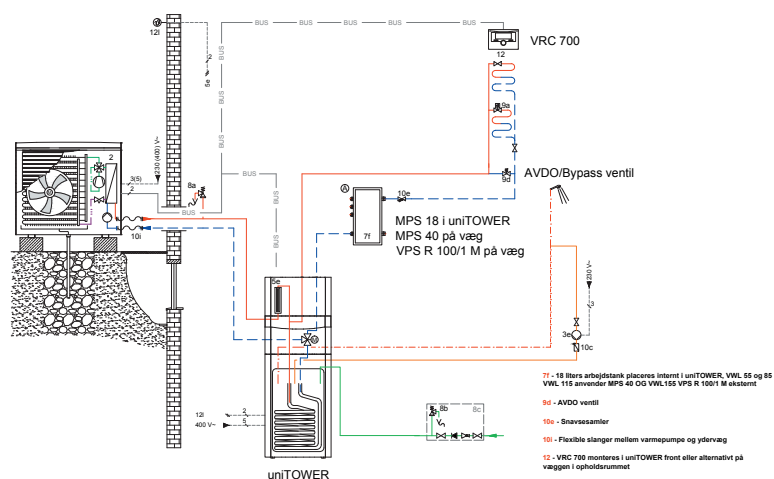 BUS
BUS
BUS
12l
2
5e
BUS
BUS
BUS
BUS
BUS
BUS
VRC 700
12
9a
2
3(5)
2
230 (400) V~
8a
BUS
BUS
BUS
9d
AVDO/Bypass ventil
A
10e
7f
MPS 18 i uniTOWER
MPS 40 på væg
VPS R 100/1 M på væg
10i
5e
M
230 V~
3
3e
10c
12l
2
400 V~
5
8b
8c
uniTOWER
7f - 18 liters arbejdstank placeres internt i uniTOWER, VWL 55 og 85
VWL 115 anvender MPS 40 OG VWL155 VPS R 100/1 M eksternt
9d - AVDO ventil
10e - Snavsesamler
10i - Flexible slanger mellem varmepumpe og ydervæg
12 - VRC 700 monteres i uniTOWER front eller alternativt på
væggen i opholdsrummet